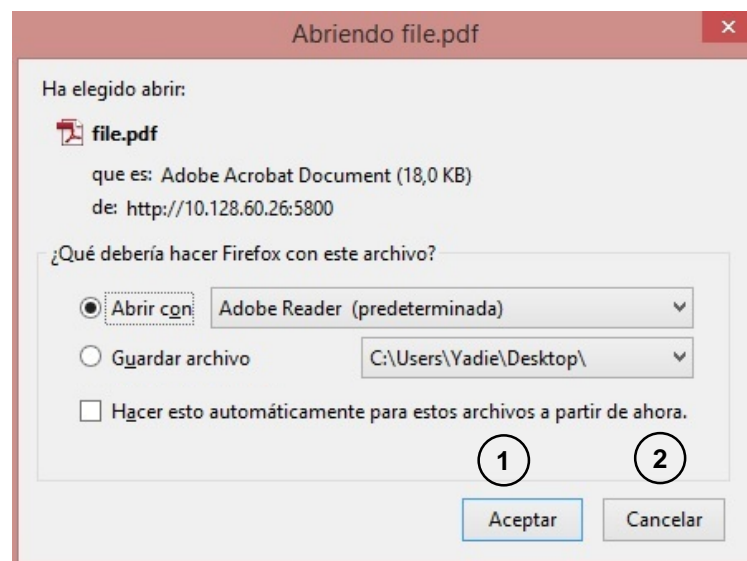 Abriendo file.pdf
Ha elegido abrir:
file.pdf
que es: Adobe Acrobat Document (18,0 KB)
de: http://10.128.60.26:5800
¿Qué debería hacer Firefox con este archivo?
Abrir con Adobe Reader (predeterminada)
Guardar archivo C:\Users\Yadie\Desktop\
Hacer esto automáticamente para estos archivos a partir de ahora.
1 2
Aceptar Cancelar